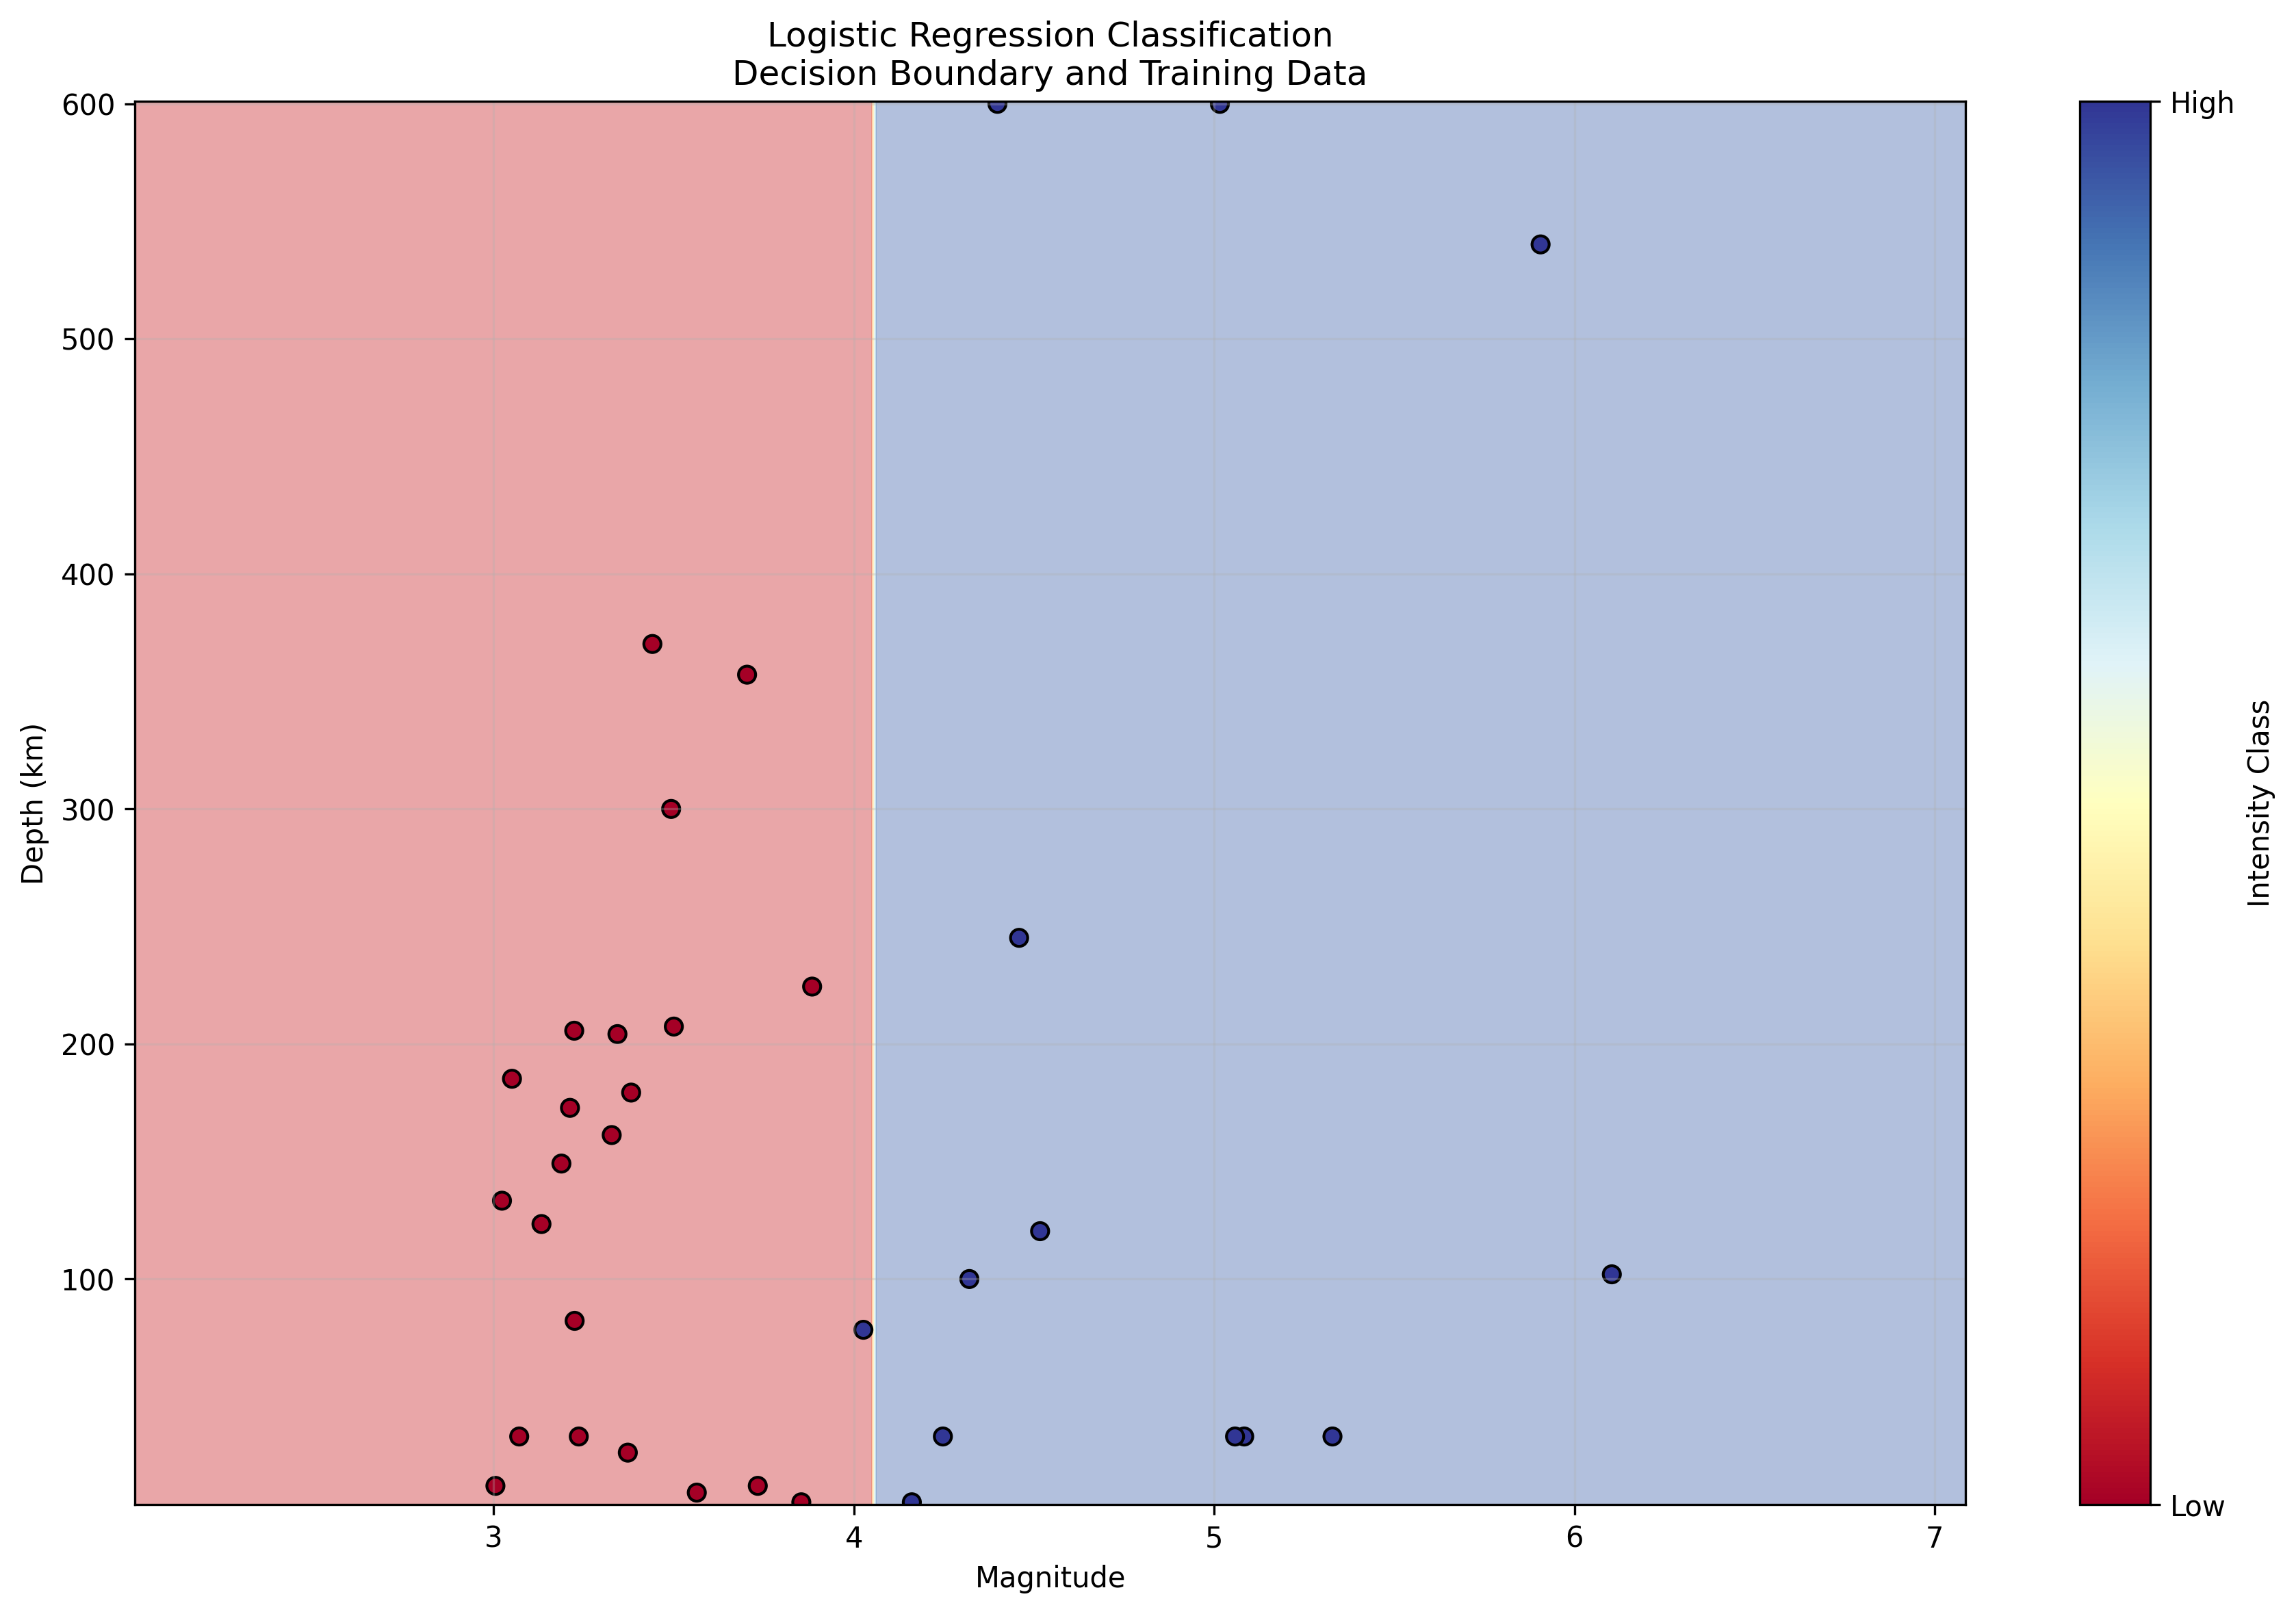 Logistic Regression Classification
Decision Boundary and Training Data
600
500
400
300
200
100
Depth (km)
3
4
5
6
7
Magnitude
High
Low
Intensity Class